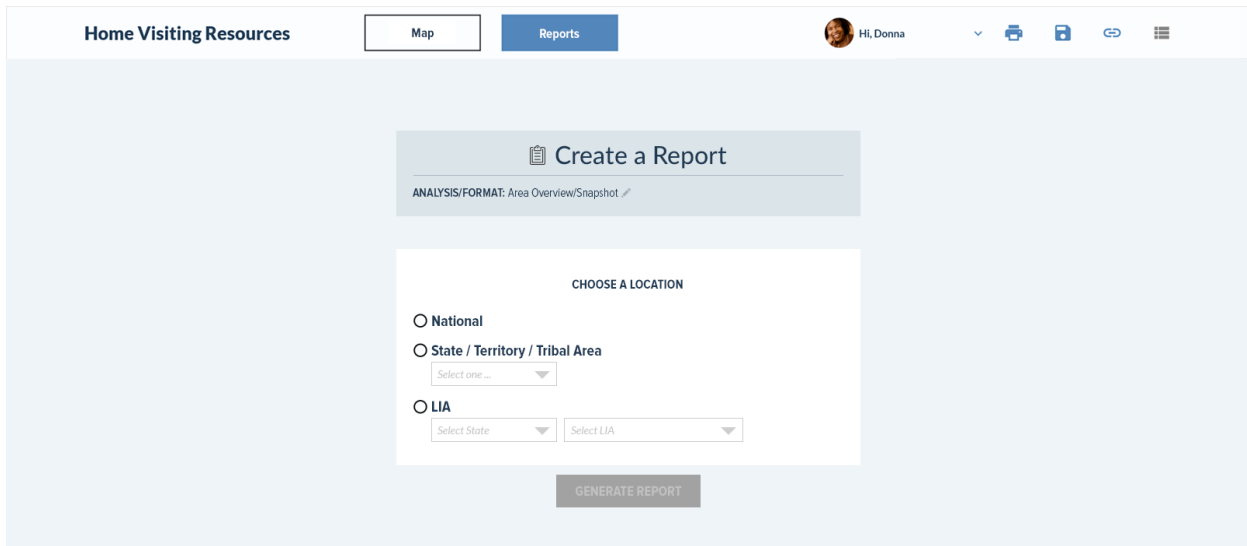 Home Visiting Resources
Map
Reports
Hi, Donna
Create a Report
ANALYSIS/FORMAT: Area Overview/Snapshot
CHOOSE A LOCATION
National
State / Territory / Tribal Area
Select one ...
LIA
Select State
Select LIA
GENERATE REPORT